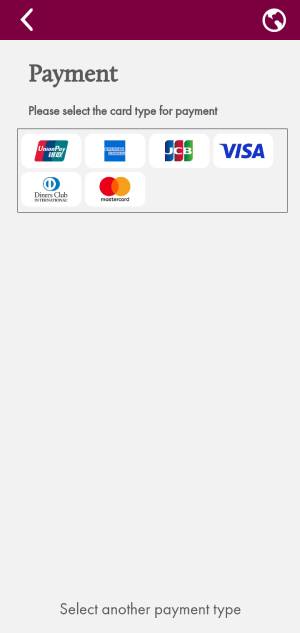 Payment
Please select the card type for payment
UnionPay
银联
AMERICAN
EXPRESS
JCB
VISA
Diners Club
INTERNATIONAL
mastercard
Select another payment type